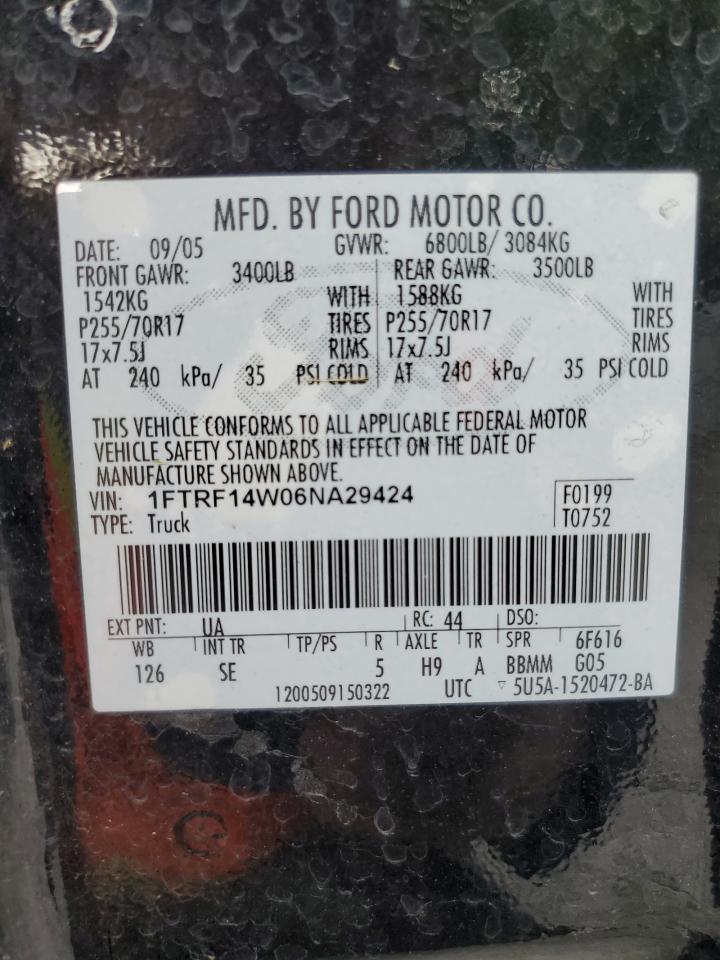 MFD. BY FORD MOTOR CO.
DATE: 09/05 GVWR: 6800LB/ 3084KG
FRONT GAWR: 3400LB REAR GAWR: 3500LB
1542KG WITH 1588KG WITH
P255/70R17 TIRES P255/70R17 TIRES
17x7.5J RIMS 17x7.5J RIMS
AT 240 kPa/ 35 PSI COLD AT 240 kPa/ 35 PSI COLD
THIS VEHICLE CONFORMS TO ALL APPLICABLE FEDERAL MOTOR
VEHICLE SAFETY STANDARDS IN EFFECT ON THE DATE OF
MANUFACTURE SHOWN ABOVE.
VIN: 1FTRF14W06NA29424 F0199
TYPE: Truck T0752
EXT PNT: UA RC: 44 DSO:
WB INT TR TP/PS R AXLE TR SPR 6F616
126 SE 5 H9 A BBMM G05
1200509150322 UTC ▽ 5U5A-1520472-BA